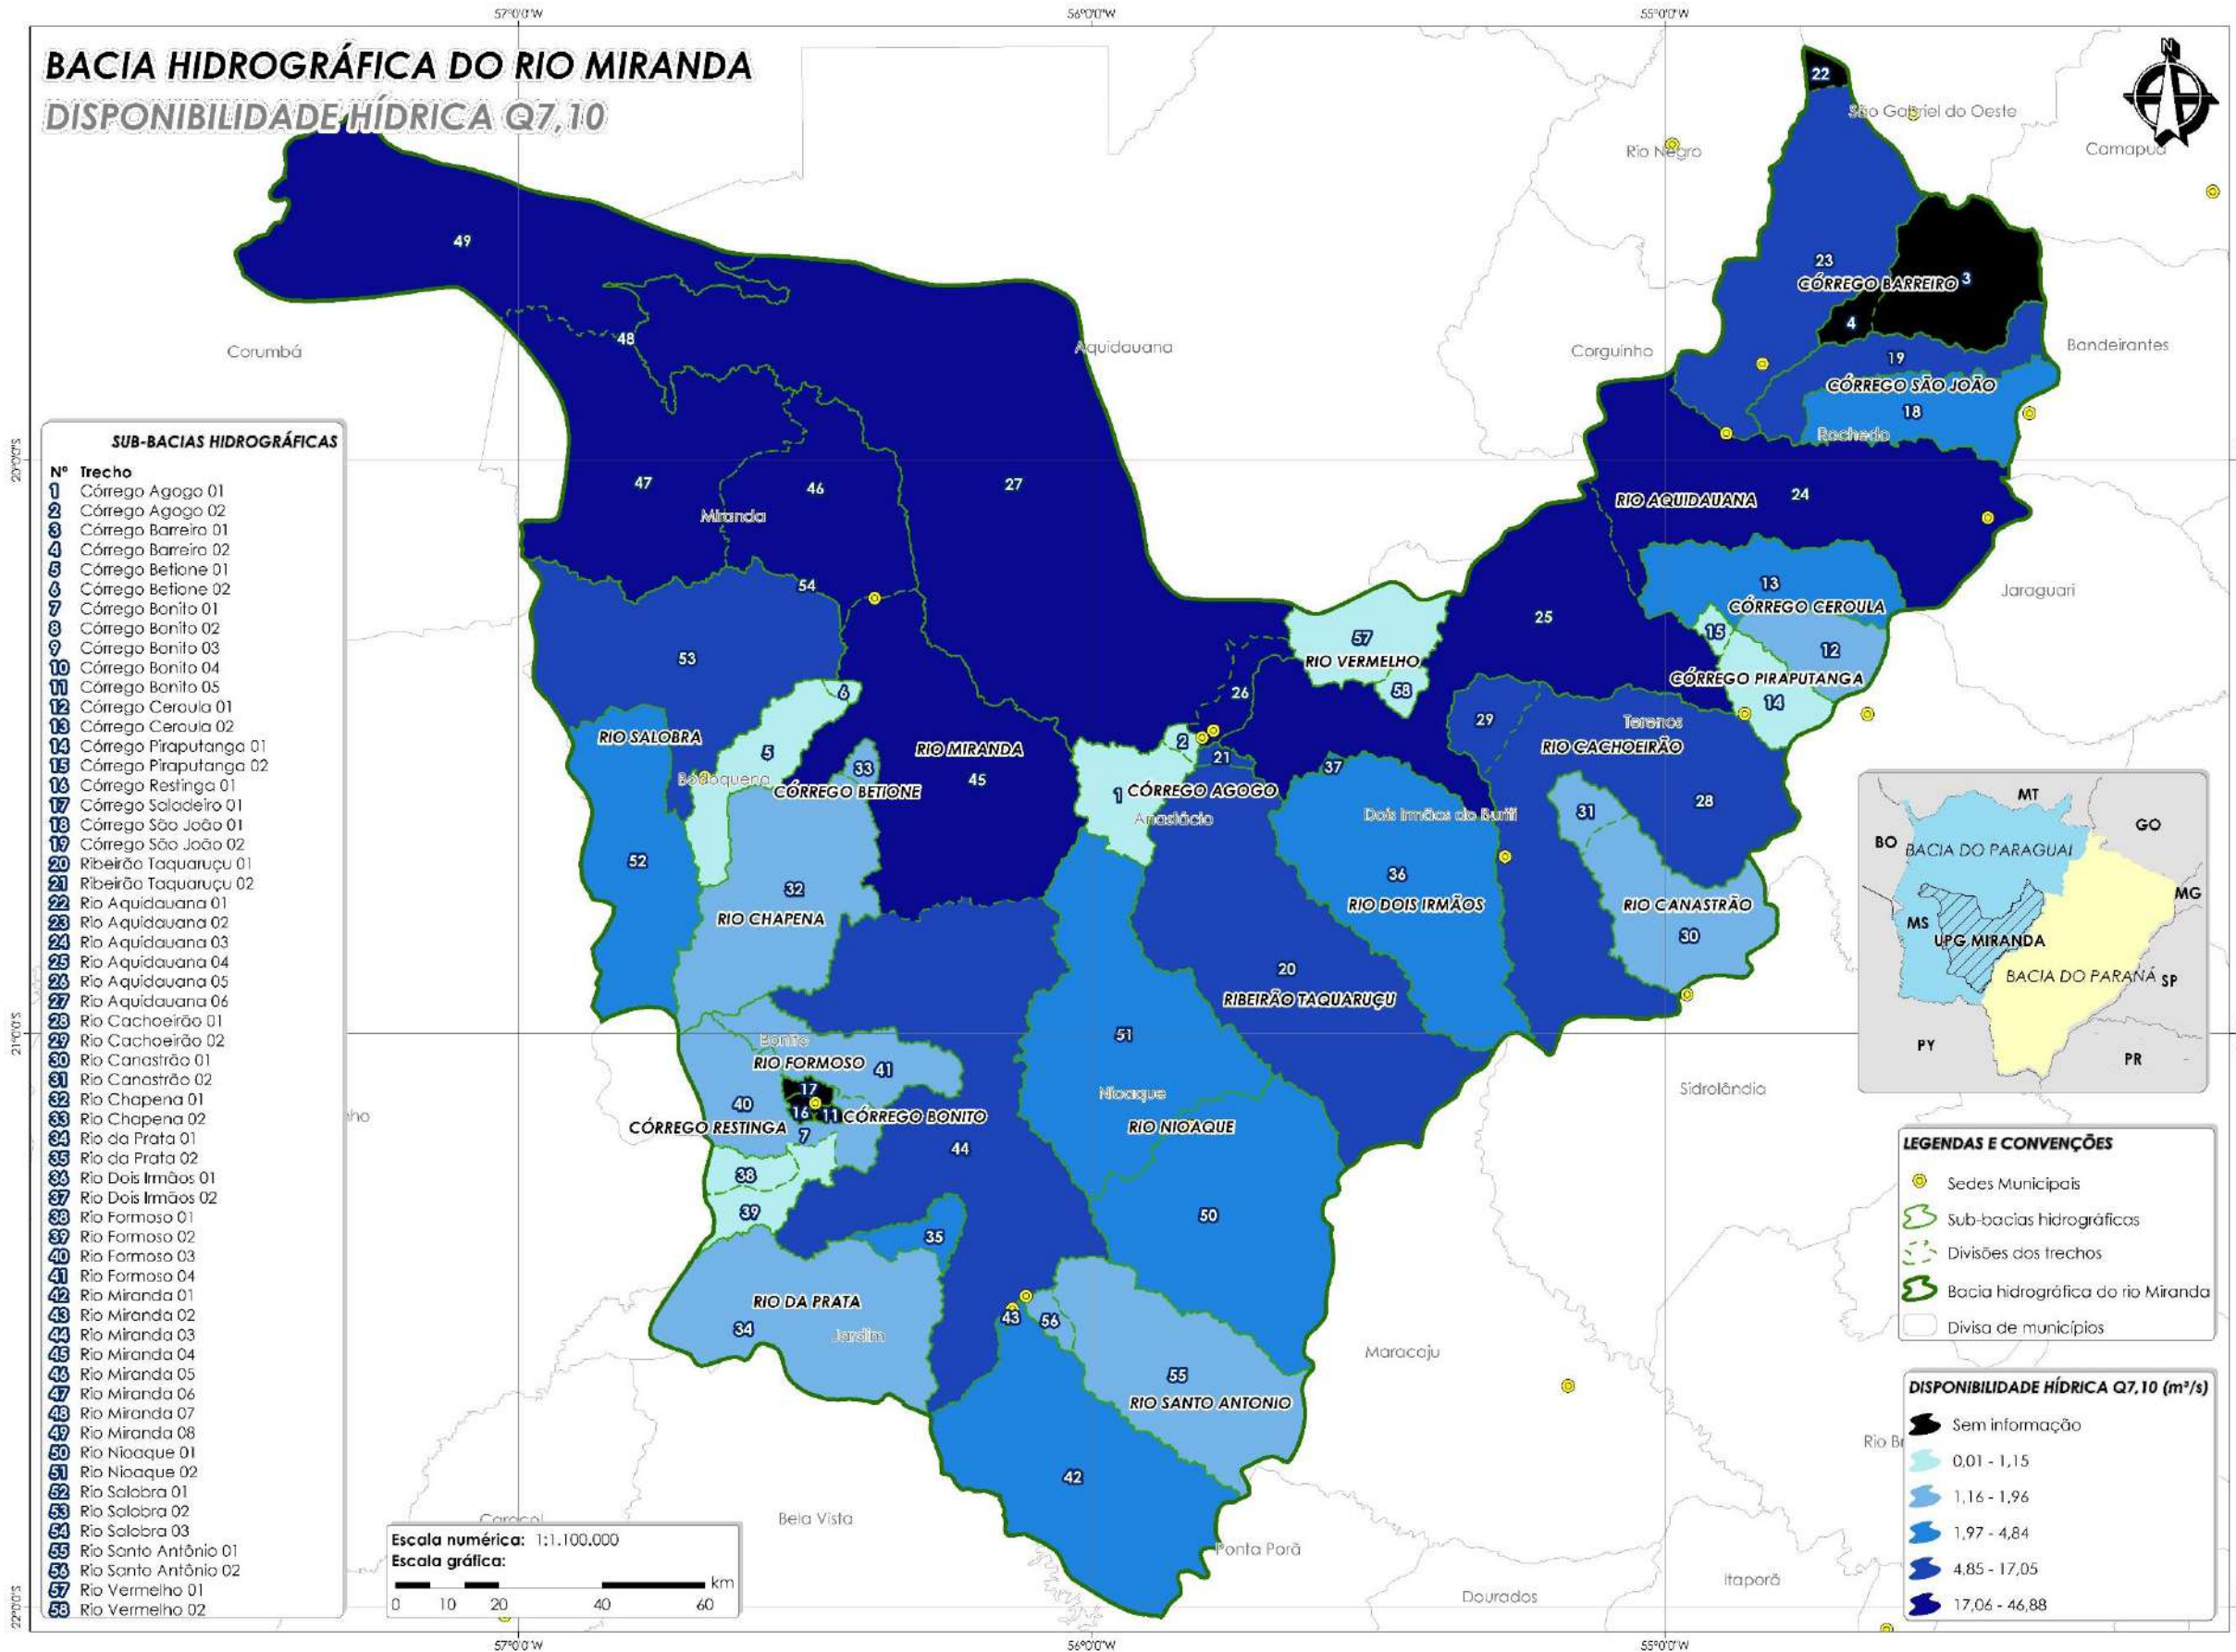 57°0'0"W 56°0'0"W 55°0'0"W
BACIA HIDROGRÁFICA DO RIO MIRANDA
DISPONIBILIDADE HÍDRICA Q7,10
N
22
São Gabriel do Oeste
Rio Negro
Camapuã
49
23
CÓRREGO BARREIRO 3
4
48
Corumbá
Aquidauana
Corguinho
Bandeirantes
19
CÓRREGO SÃO JOÃO
18
Rochedo
20°0'0"S
47
46
27
Miranda
RIO AQUIDAUANA
24
13
CÓRREGO CEROULA
Jaraguari
54
25
15
12
57
RIO VERMELHO
58
53
6
26
CÓRREGO PIRAPUTANGA
14
29
Terenos
RIO CACHOEIRÃO
RIO SALOBRA
5
Bodoquena
33
CÓRREGO BETIONE
RIO MIRANDA
45
2
21
37
1 CÓRREGO AGOGO
Anastácio
Dois Irmãos do Buriti
28
31
52
32
RIO CHAPENA
36
RIO DOIS IRMÃOS
RIO CANASTRÃO
30
20
RIBEIRÃO TAQUARUÇU
21°0'0"S
51
Bonito
RIO FORMOSO
41
17
40
16
11
CÓRREGO BONITO
CÓRREGO RESTINGA
7
Nioaque
RIO NIOAQUE
Sidrolândia
nho
44
38
39
35
50
RIO DA PRATA
34
Jardim
43
56
55
RIO SANTO ANTONIO
Maracaju
42
Rio Br
Caracol
Bela Vista
Ponta Porã
Dourados
Itaporã
22°0'0"S
SUB-BACIAS HIDROGRÁFICAS
Nº Trecho
1 Córrego Agogo 01
2 Córrego Agogo 02
3 Córrego Barreiro 01
4 Córrego Barreiro 02
5 Córrego Betione 01
6 Córrego Betione 02
7 Córrego Bonito 01
8 Córrego Bonito 02
9 Córrego Bonito 03
10 Córrego Bonito 04
11 Córrego Bonito 05
12 Córrego Ceroula 01
13 Córrego Ceroula 02
14 Córrego Piraputanga 01
15 Córrego Piraputanga 02
16 Córrego Restinga 01
17 Córrego Saladeiro 01
18 Córrego São João 01
19 Córrego São João 02
20 Ribeirão Taquaruçu 01
21 Ribeirão Taquaruçu 02
22 Rio Aquidauana 01
23 Rio Aquidauana 02
24 Rio Aquidauana 03
25 Rio Aquidauana 04
26 Rio Aquidauana 05
27 Rio Aquidauana 06
28 Rio Cachoeirão 01
29 Rio Cachoeirão 02
30 Rio Canastrão 01
31 Rio Canastrão 02
32 Rio Chapena 01
33 Rio Chapena 02
34 Rio da Prata 01
35 Rio da Prata 02
36 Rio Dois Irmãos 01
37 Rio Dois Irmãos 02
38 Rio Formoso 01
39 Rio Formoso 02
40 Rio Formoso 03
41 Rio Formoso 04
42 Rio Miranda 01
43 Rio Miranda 02
44 Rio Miranda 03
45 Rio Miranda 04
46 Rio Miranda 05
47 Rio Miranda 06
48 Rio Miranda 07
49 Rio Miranda 08
50 Rio Nioaque 01
51 Rio Nioaque 02
52 Rio Salobra 01
53 Rio Salobra 02
54 Rio Salobra 03
55 Rio Santo Antônio 01
56 Rio Santo Antônio 02
57 Rio Vermelho 01
58 Rio Vermelho 02
MT
GO
BO
BACIA DO PARAGUAI
MG
MS
UPG MIRANDA
BACIA DO PARANÁ
SP
PY
PR
LEGENDAS E CONVENÇÕES
Sedes Municipais
Sub-bacias hidrográficas
Divisões dos trechos
Bacia hidrográfica do rio Miranda
Divisa de municípios
DISPONIBILIDADE HÍDRICA Q7,10 (m³/s)
Sem informação
0,01 - 1,15
1,16 - 1,96
1,97 - 4,84
4,85 - 17,05
17,06 - 46,88
Escala numérica: 1:1.100.000
Escala gráfica:
km
0 10 20 40 60
57°0'0"W 56°0'0"W 55°0'0"W